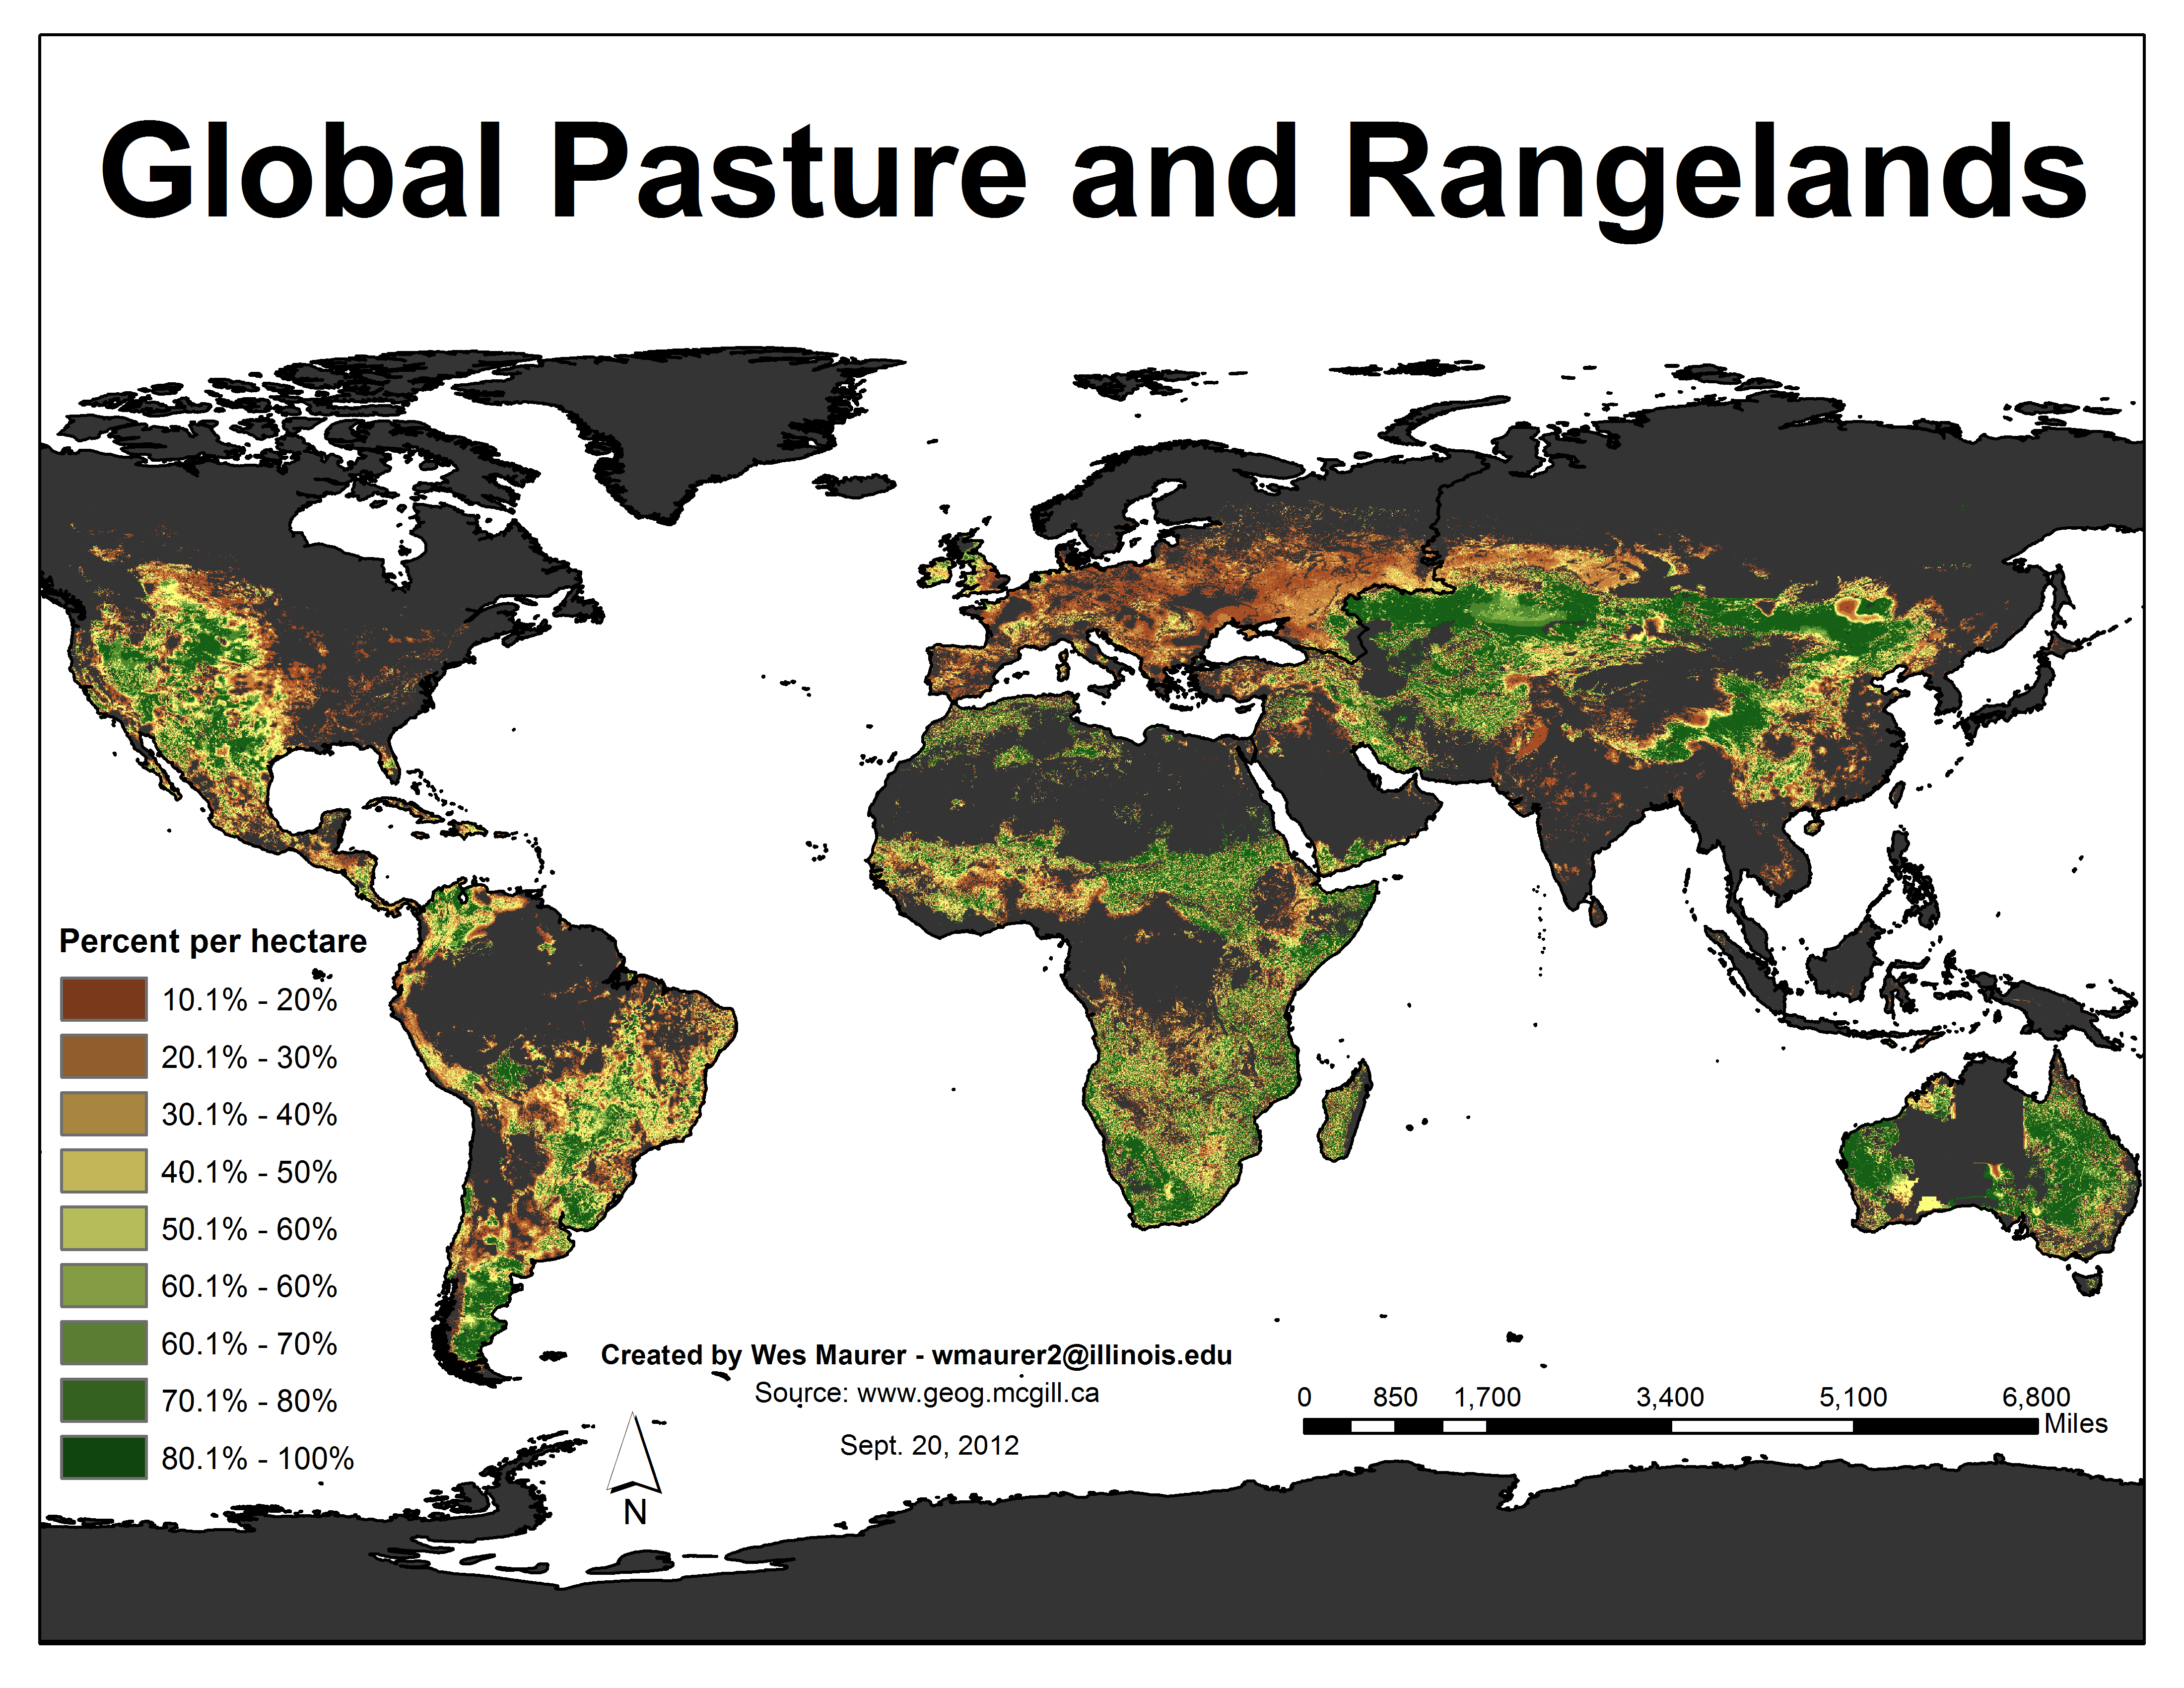 Global Pasture and Rangelands
Percent per hectare
10.1% - 20%
20.1% - 30%
30.1% - 40%
40.1% - 50%
50.1% - 60%
60.1% - 60%
60.1% - 70%
70.1% - 80%
80.1% - 100%
Created by Wes Maurer - wmaurer2@illinois.edu
Source: www.geog.mcgill.ca
Sept. 20, 2012
N
0 850 1,700 3,400 5,100 6,800
Miles